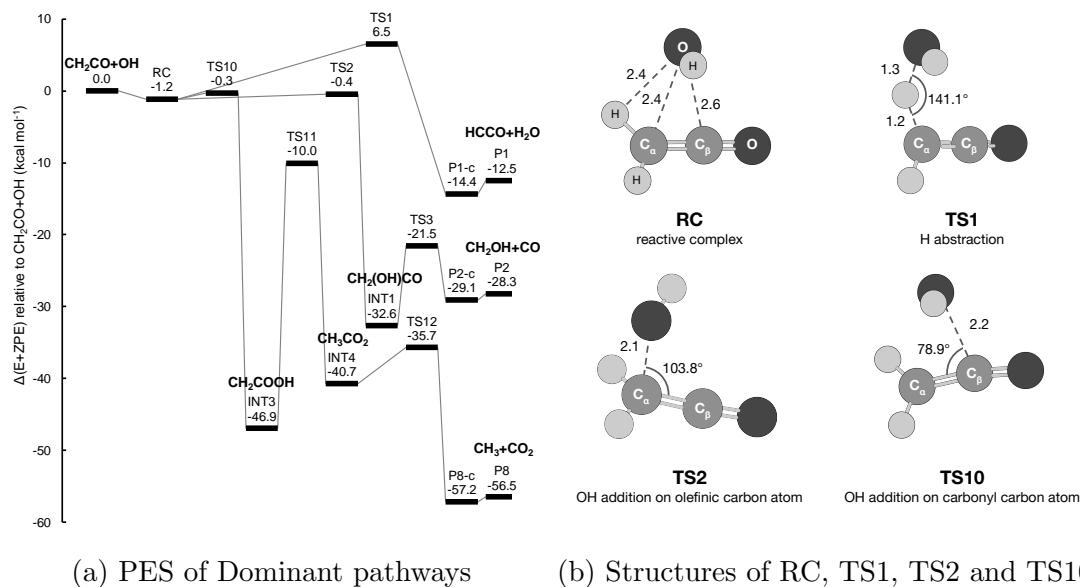 Δ(E+ZPE) relative to CH₂CO+OH (kcal mol⁻¹)
10
0
-10
-20
-30
-40
-50
-60
CH₂CO+OH
0.0
RC
-1.2
TS10
-0.3
TS2
-0.4
TS1
6.5
TS11
-10.0
HCCO+H₂O
P1
-12.5
P1-c
-14.4
TS3
-21.5
CH₂OH+CO
P2
-28.3
P2-c
-29.1
CH₂(OH)CO
INT1
-32.6
TS12
-35.7
CH₃CO₂
INT4
-40.7
CH₂COOH
INT3
-46.9
CH₃+CO₂
P8
-56.5
P8-c
-57.2
(a) PES of Dominant pathways
O
H
2.4
2.4
2.6
H
Cα
Cβ
O
H
RC
reactive complex
1.3
141.1°
1.2
Cα
Cβ
TS1
H abstraction
2.1
103.8°
Cα
Cβ
TS2
OH addition on olefinic carbon atom
2.2
78.9°
Cα
Cβ
TS10
OH addition on carbonyl carbon atom
(b) Structures of RC, TS1, TS2 and TS1